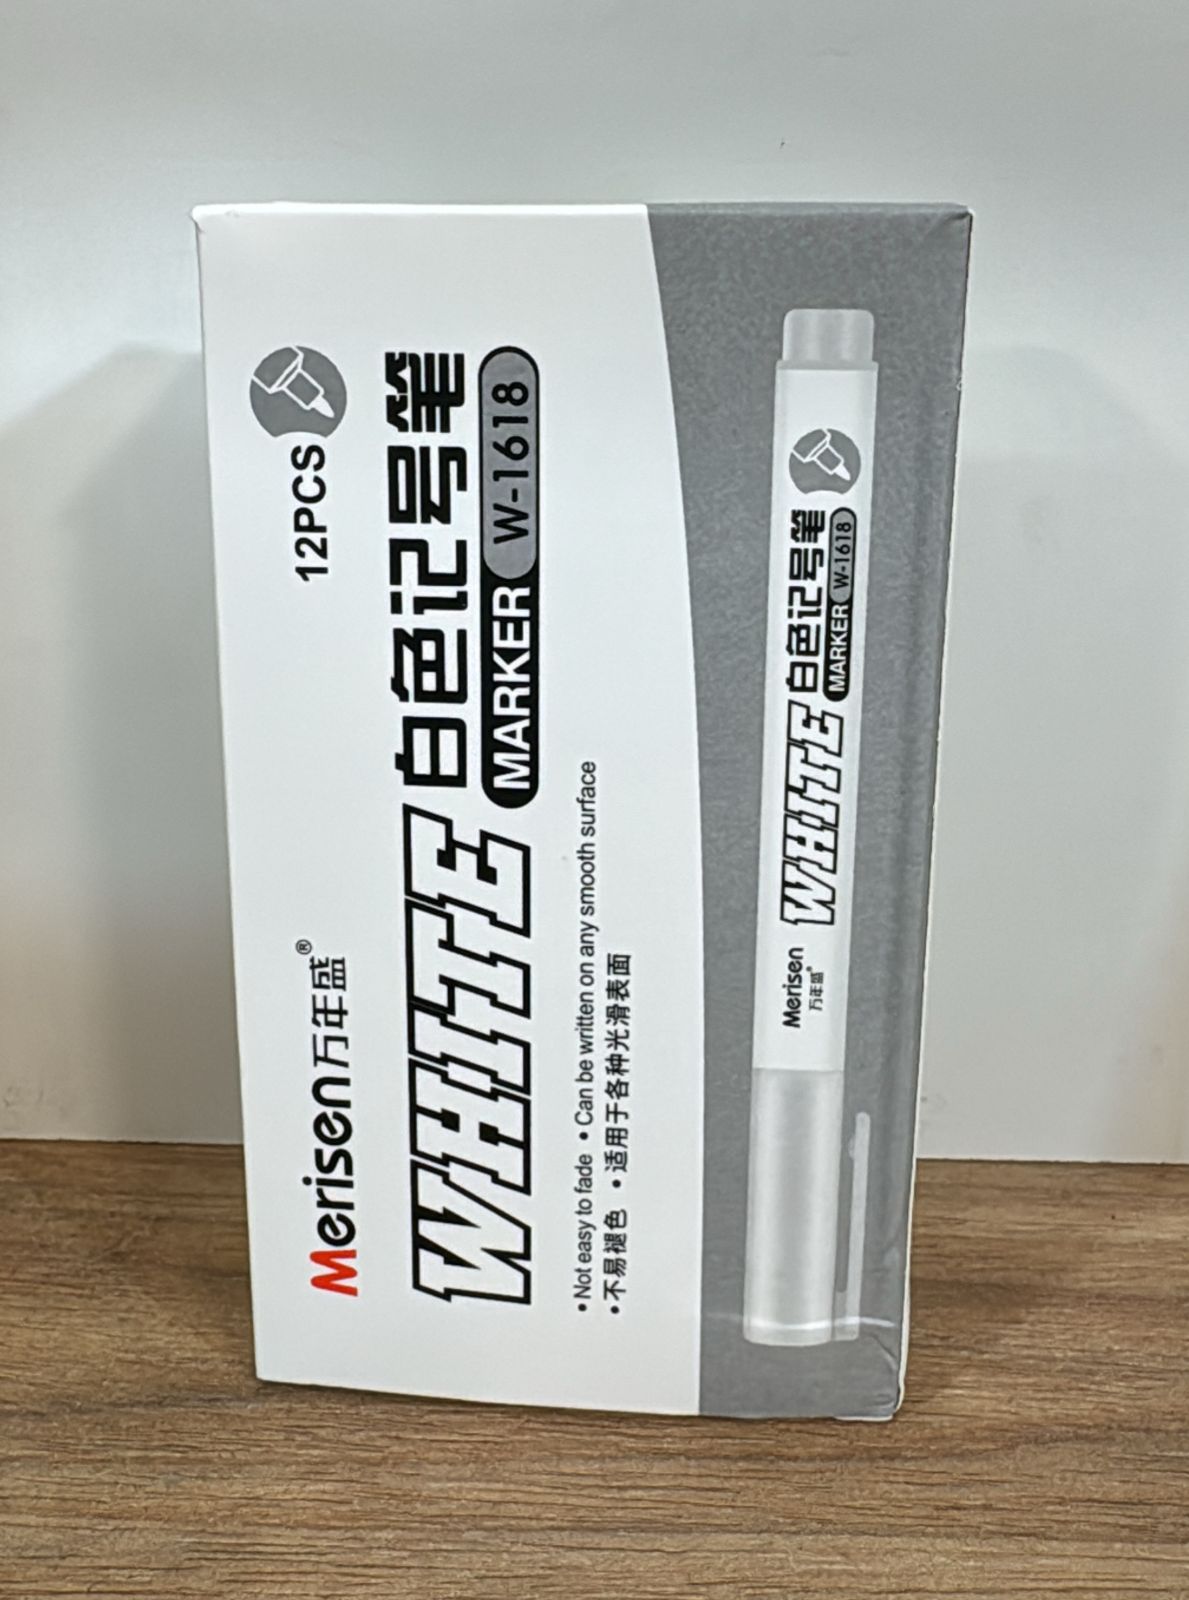 Merisen万年盛®
12PCS
WHITE 白色记号笔
MARKER W-1618
•Not easy to fade •Can be written on any smooth surface
•不易褪色 •适用于各种光滑表面
Merisen
万年盛®
WHITE 白色记号笔
MARKER W-1618